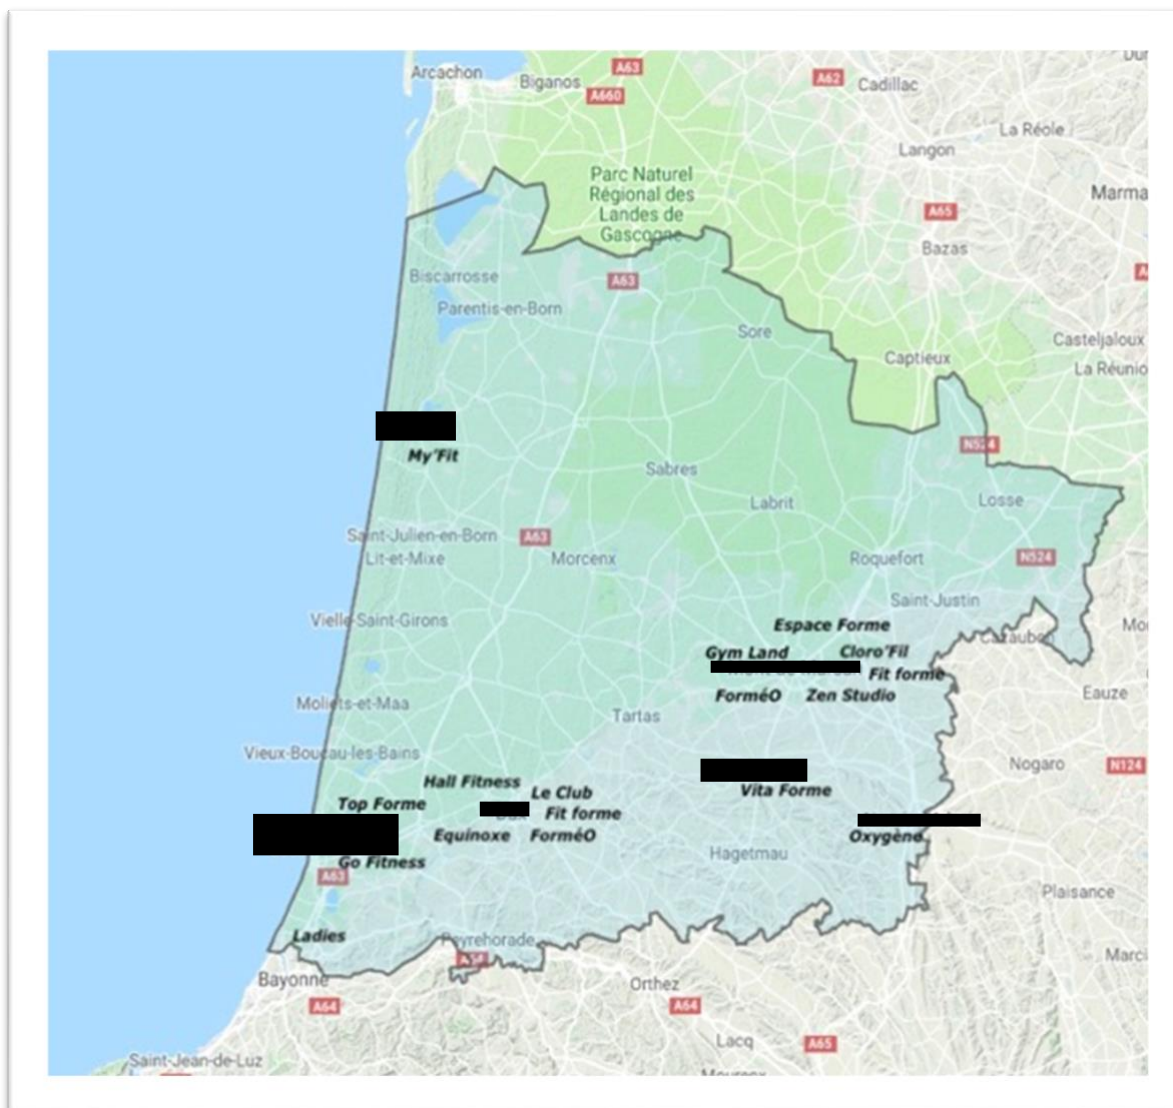 Arcachon
Biganos
A63
A660
A62
Cadillac
La Réole
Langon
Parc Naturel
Régional des
Landes de
Gascogne
Marma
A65
Bazas
Biscarrosse
A63
Parentis-en-Born
Sore
Casteljaloux
Captieux
La Réunio
My'Fit
N524
Sabres
Labrit
Losse
Saint-Julien-en-Born
A63
Lit-et-Mixe
Morcenx
Roquefort
N524
Saint-Justin
Vielle-Saint-Girons
Espace Forme
Mo
Cazaubon
Gym Land
Cloro'Fil
Fit forme
ForméO
Zen Studio
Eauze
Moliets-et-Maa
Tartas
Vieux-Boucau-les-Bains
Nogaro
N124
Hall Fitness
Le Club
Vita Forme
Top Forme
Fit forme
Equinoxe
ForméO
Oxygène
Hagetmau
Go Fitness
A63
Plaisance
Ladies
Peyrehorade
Marci
Bayonne
Orthez
A64
A64
Lacq
A65
Saint-Jean-de-Luz